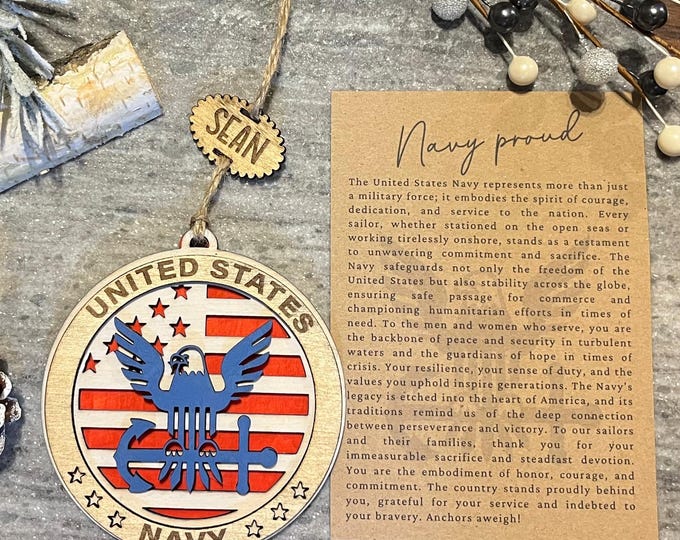 SEAN
UNITED STATES
NAVY
Navy proud
The United States Navy represents more than just
a military force; it embodies the spirit of courage,
dedication, and service to the nation. Every
sailor, whether stationed on the open seas or
working tirelessly onshore, stands as a testament
to unwavering commitment and sacrifice. The
Navy safeguards not only the freedom of the
United States but also stability across the globe,
ensuring safe passage for commerce and
championing humanitarian efforts in times of
need. To the men and women who serve, you are
the backbone of peace and security in turbulent
waters and the guardians of hope in times of
crisis. Your resilience, your sense of duty, and the
values you uphold inspire generations. The Navy's
legacy is etched into the heart of America, and its
traditions remind us of the deep connection
between perseverance and victory. To our sailors
and their families, thank you for your
immeasurable sacrifice and steadfast devotion.
You are the embodiment of honor, courage, and
commitment. The country stands proudly behind
you, grateful for your service and indebted to
your bravery. Anchors aweigh!